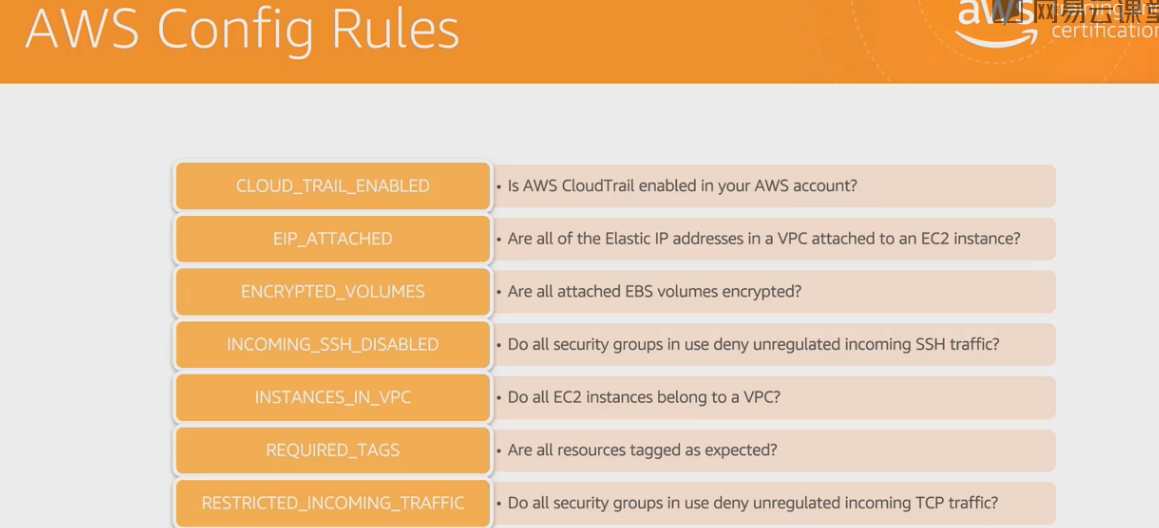 AWS Config Rules
aws
网易云课堂
certification
CLOUD_TRAIL_ENABLED
• Is AWS CloudTrail enabled in your AWS account?
EIP_ATTACHED
• Are all of the Elastic IP addresses in a VPC attached to an EC2 instance?
ENCRYPTED_VOLUMES
• Are all attached EBS volumes encrypted?
INCOMING_SSH_DISABLED
• Do all security groups in use deny unregulated incoming SSH traffic?
INSTANCES_IN_VPC
• Do all EC2 instances belong to a VPC?
REQUIRED_TAGS
• Are all resources tagged as expected?
RESTRICTED_INCOMING_TRAFFIC
• Do all security groups in use deny unregulated incoming TCP traffic?